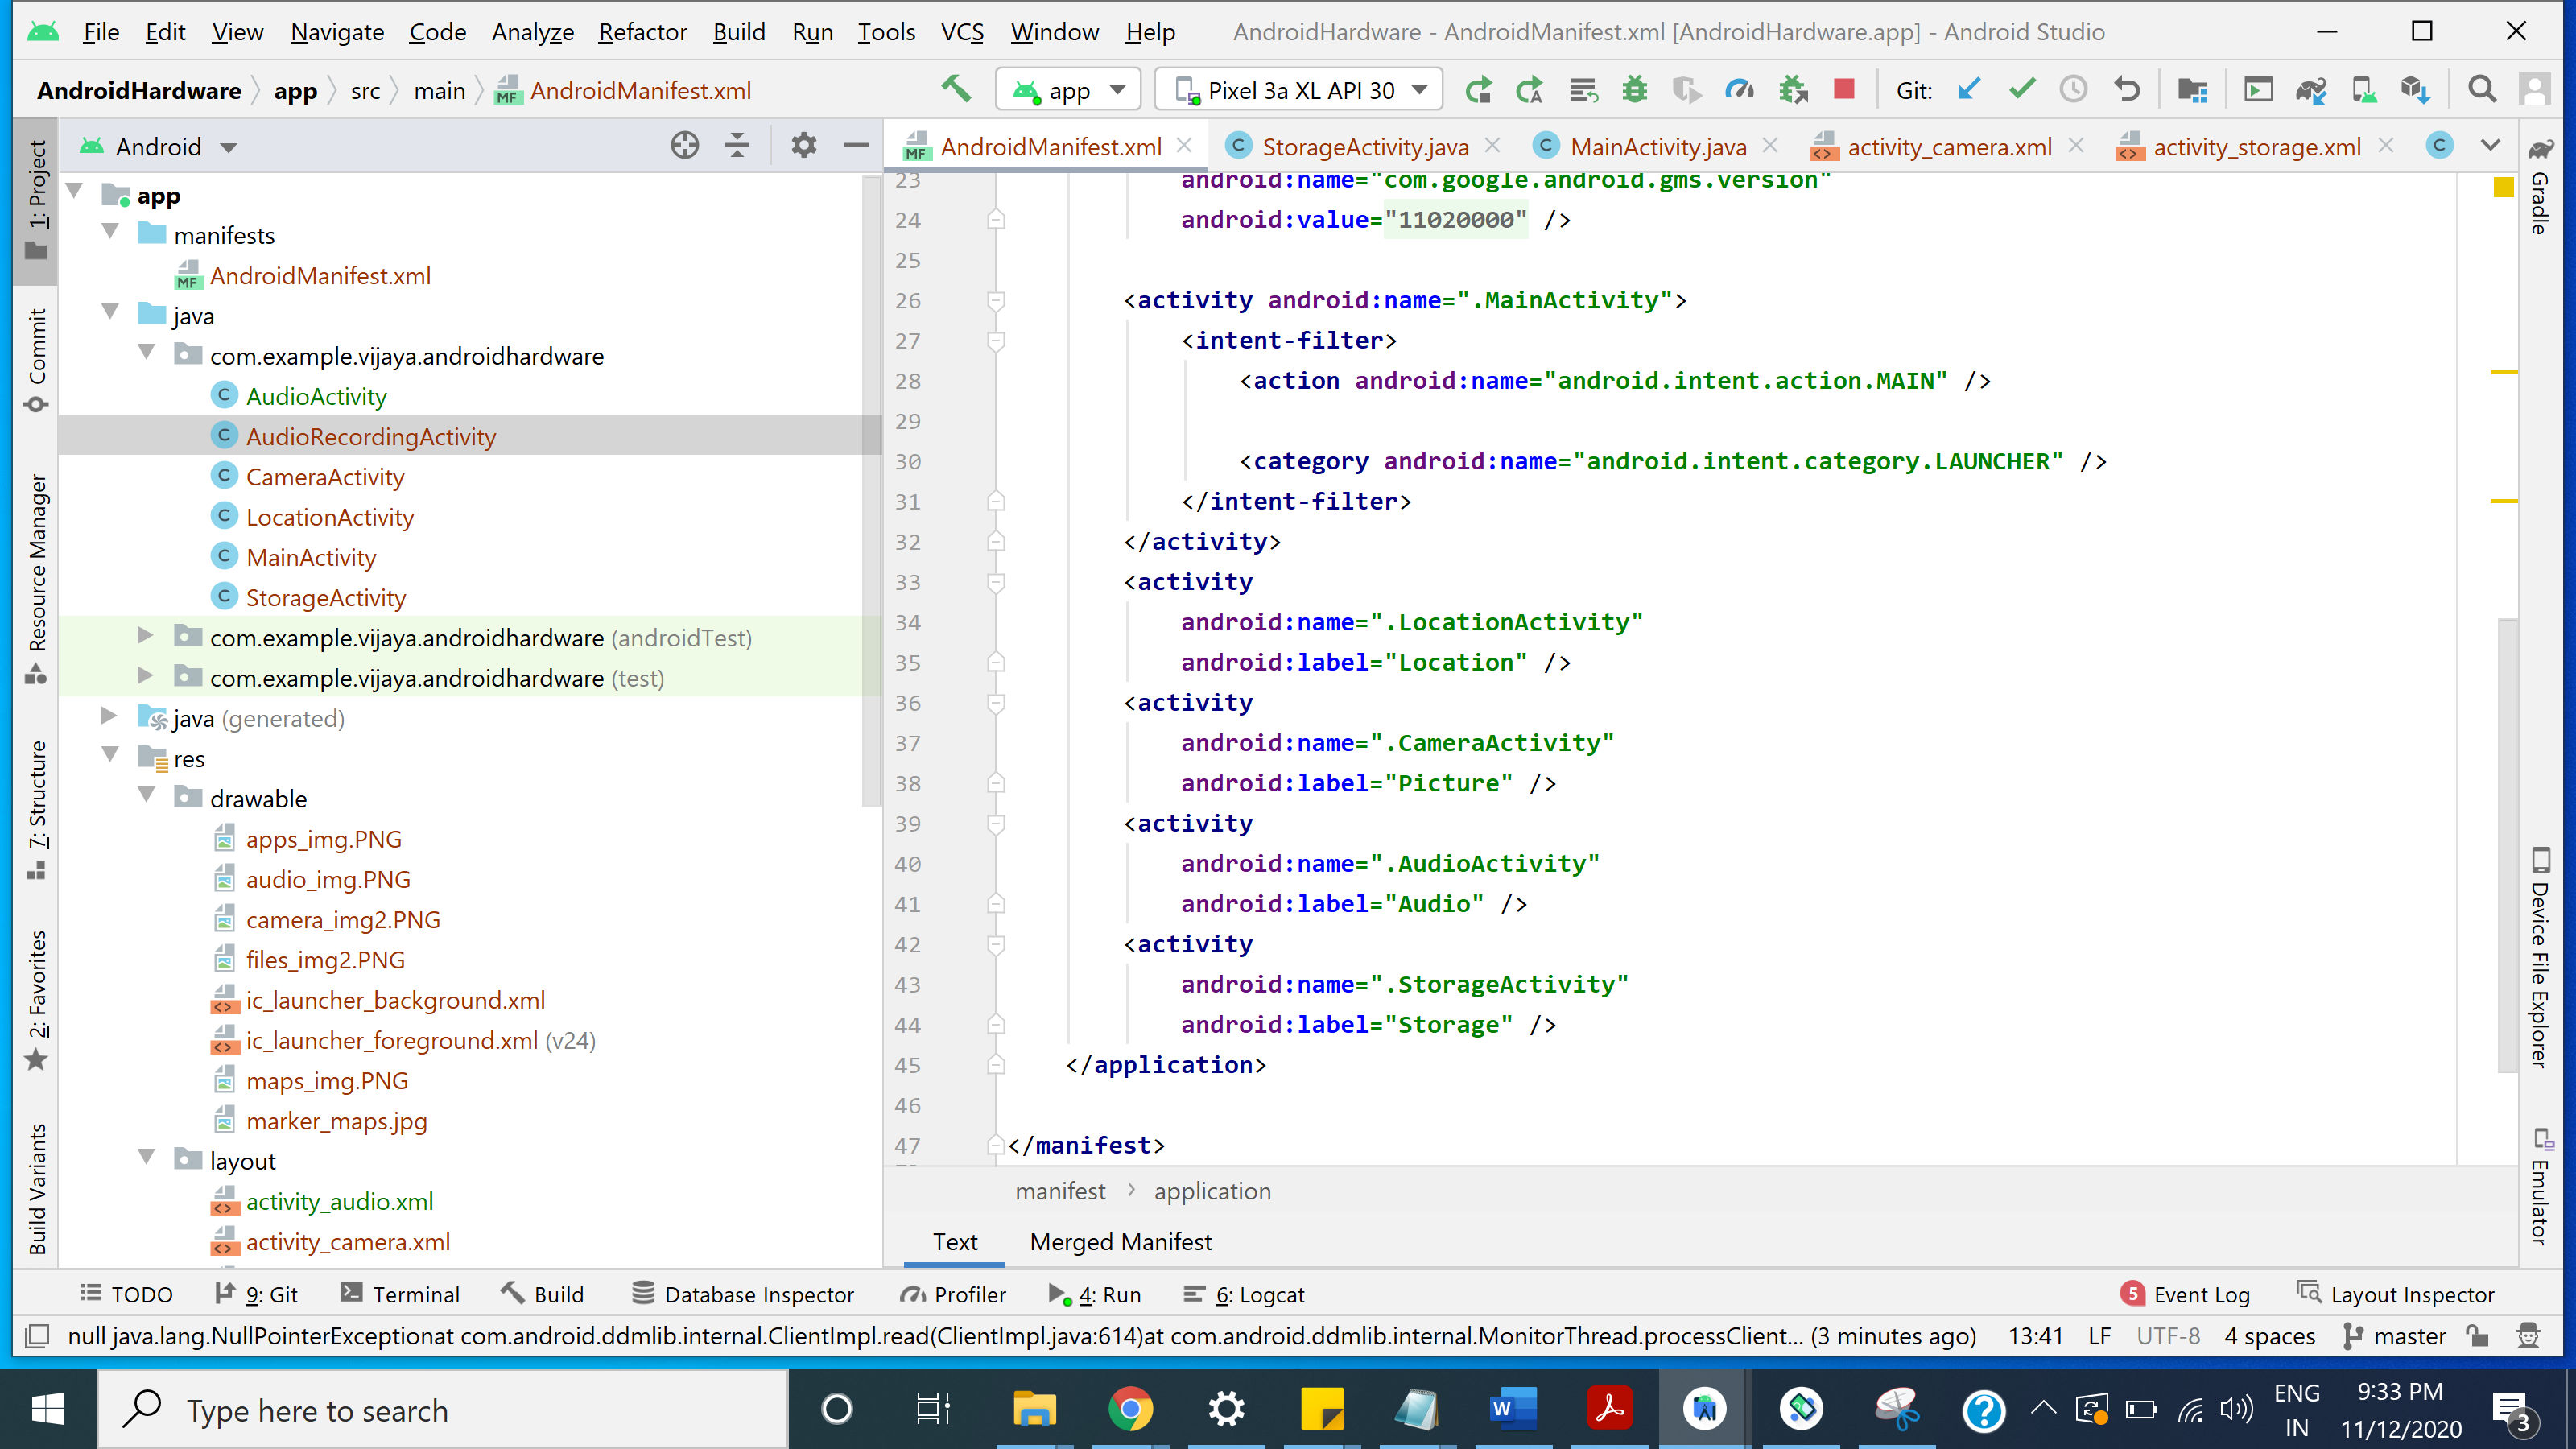 File Edit View Navigate Code Analyze Refactor Build Run Tools VCS Window Help AndroidHardware - AndroidManifest.xml [AndroidHardware.app] - Android Studio
AndroidHardware app src main MF AndroidManifest.xml app Pixel 3a XL API 30 Git:
Android
MF AndroidManifest.xml C StorageActivity.java C MainActivity.java activity_camera.xml activity_storage.xml C
1: Project
Commit
Resource Manager
7: Structure
2: Favorites
Build Variants
app
manifests
MF AndroidManifest.xml
java
com.example.vijaya.androidhardware
C AudioActivity
C AudioRecordingActivity
C CameraActivity
C LocationActivity
C MainActivity
C StorageActivity
com.example.vijaya.androidhardware (androidTest)
com.example.vijaya.androidhardware (test)
java (generated)
res
drawable
apps_img.PNG
audio_img.PNG
camera_img2.PNG
files_img2.PNG
ic_launcher_background.xml
ic_launcher_foreground.xml (v24)
maps_img.PNG
marker_maps.jpg
layout
activity_audio.xml
activity_camera.xml
23 android:name="com.google.android.gms.version"
24 android:value="11020000" />
25
26 <activity android:name=".MainActivity">
27 <intent-filter>
28 <action android:name="android.intent.action.MAIN" />
29
30 <category android:name="android.intent.category.LAUNCHER" />
31 </intent-filter>
32 </activity>
33 <activity
34 android:name=".LocationActivity"
35 android:label="Location" />
36 <activity
37 android:name=".CameraActivity"
38 android:label="Picture" />
39 <activity
40 android:name=".AudioActivity"
41 android:label="Audio" />
42 <activity
43 android:name=".StorageActivity"
44 android:label="Storage" />
45 </application>
46
47 </manifest>
manifest › application
Text Merged Manifest
Gradle
Device File Explorer
Emulator
TODO 9: Git Terminal Build Database Inspector Profiler 4: Run 6: Logcat 5 Event Log Layout Inspector
null java.lang.NullPointerExceptionat com.android.ddmlib.internal.ClientImpl.read(ClientImpl.java:614)at com.android.ddmlib.internal.MonitorThread.processClient... (3 minutes ago) 13:41 LF UTF-8 4 spaces master
Type here to search
ENG
IN
9:33 PM
11/12/2020
3